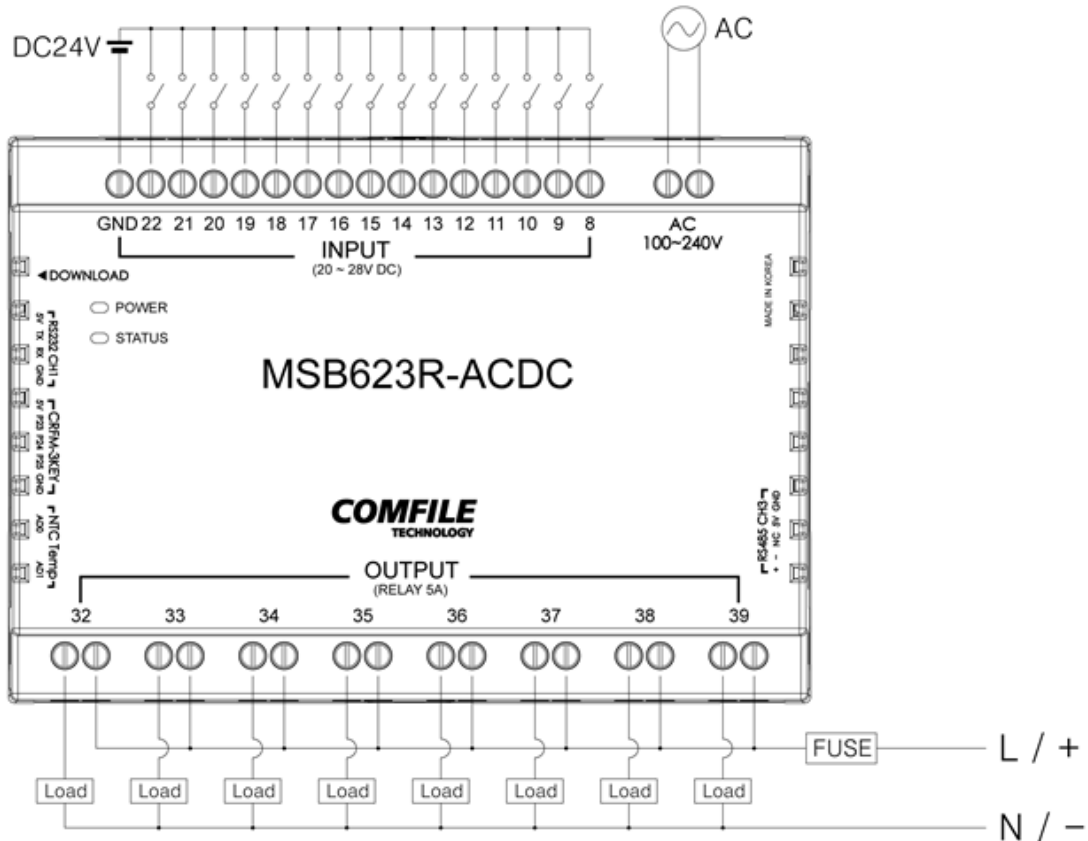 DC24V
AC
GND 22 21 20 19 18 17 16 15 14 13 12 11 10 9 8
INPUT
(20 ~ 28V DC)
AC
100~240V
MADE IN KOREA
◀DOWNLOAD
POWER
STATUS
RS232 CH1
5V TX RX GND
CRFM-3KEY
5V P23 P24 P25 GND
NTC Temp
AD0 AD1
MSB623R-ACDC
COMFILE
TECHNOLOGY
RS485 CH3
+ - NC 5V GND
OUTPUT
(RELAY 5A)
32 33 34 35 36 37 38 39
FUSE
L / +
Load Load Load Load Load Load Load Load
N / −